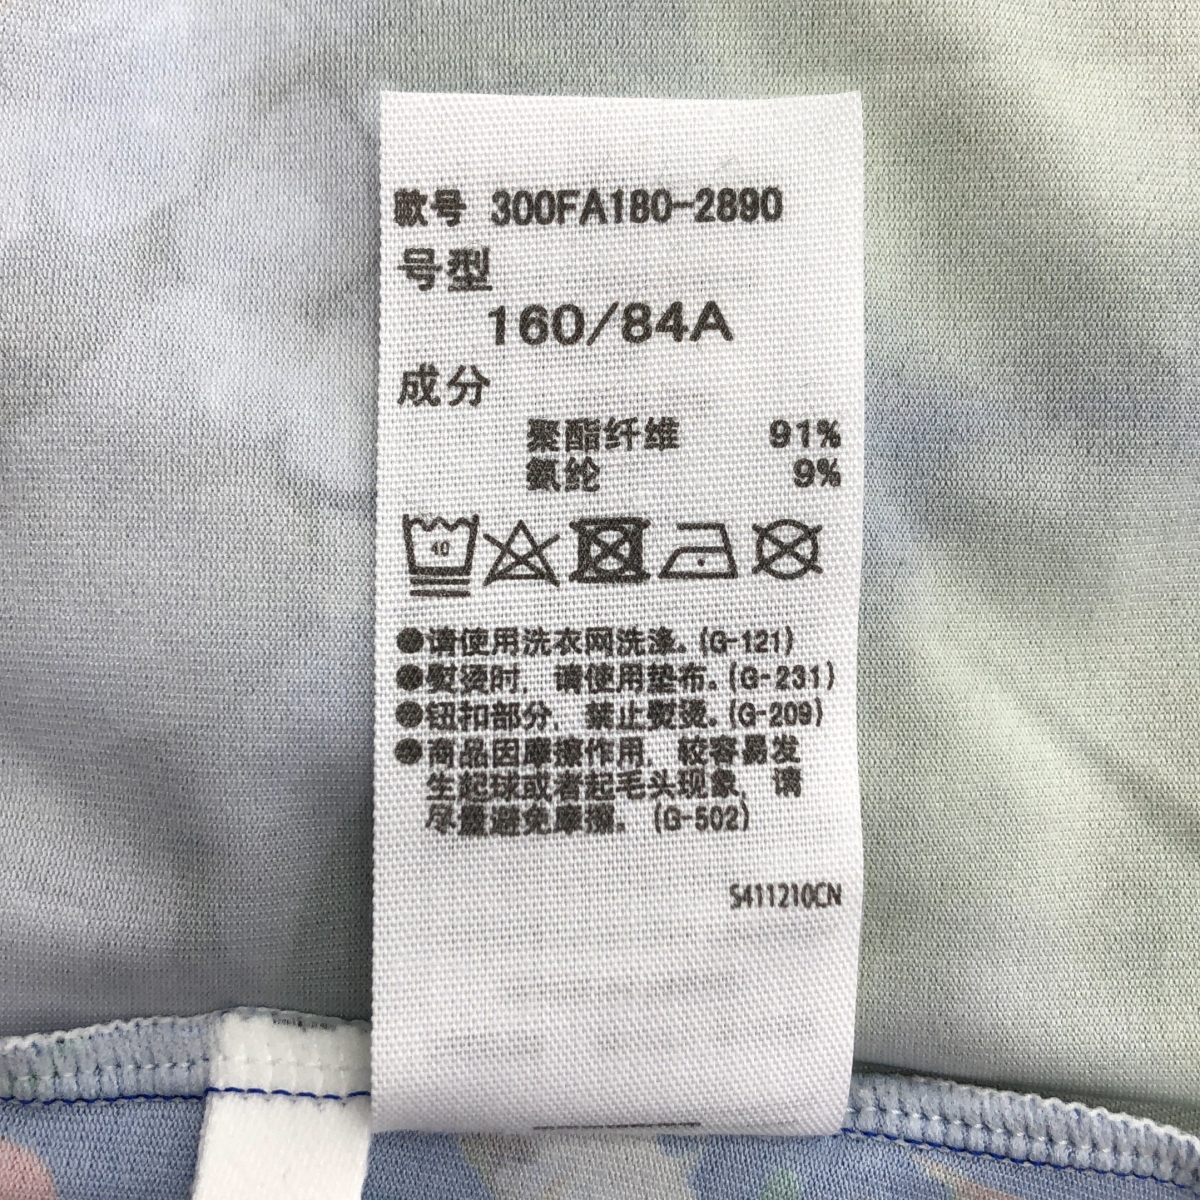 款号 300FA180-2890
号型
160/84A
成分
聚酯纤维 91%
氨纶 9%
40
●请使用洗衣网洗涤。(G-121)
●熨烫时，请使用垫布。(G-231)
●钮扣部分，禁止熨烫。(G-209)
●商品因摩擦作用，较容易发
生起球或者起毛头现象，请
尽量避免摩擦。(G-502)
S411210CN